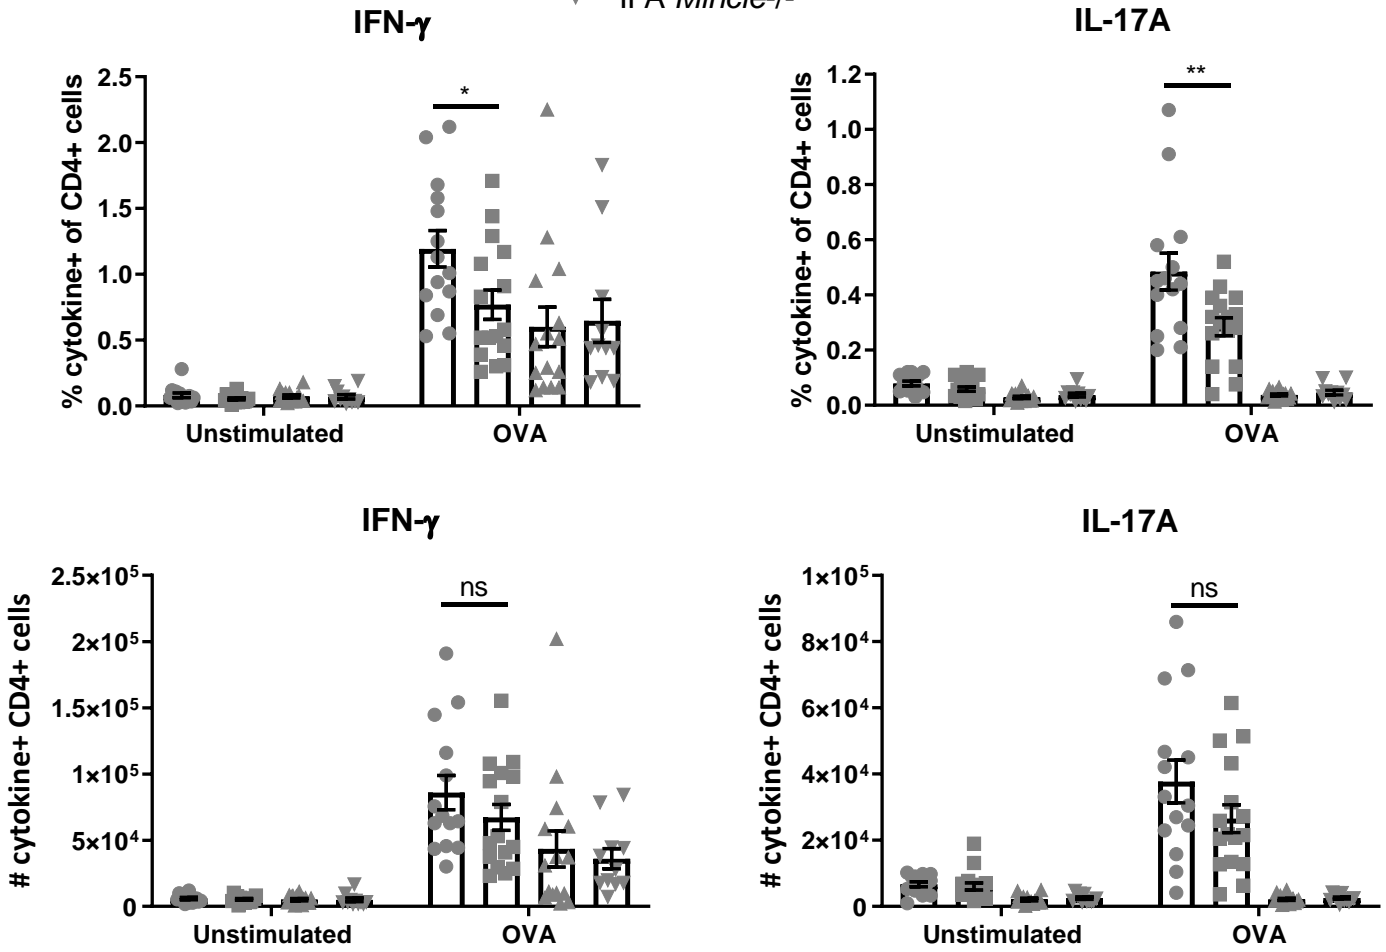 IFA Mincle-/-
IFN-γ
% cytokine+ of CD4+ cells
2.5
2.0
1.5
1.0
0.5
0.0
*
Unstimulated
OVA
IL-17A
% cytokine+ of CD4+ cells
1.2
1.0
0.8
0.6
0.4
0.2
0.0
**
Unstimulated
OVA
IFN-γ
# cytokine+ CD4+ cells
2.5×10⁵
2×10⁵
1.5×10⁵
1×10⁵
5×10⁴
0
ns
Unstimulated
OVA
IL-17A
# cytokine+ CD4+ cells
1×10⁵
8×10⁴
6×10⁴
4×10⁴
2×10⁴
0
ns
Unstimulated
OVA